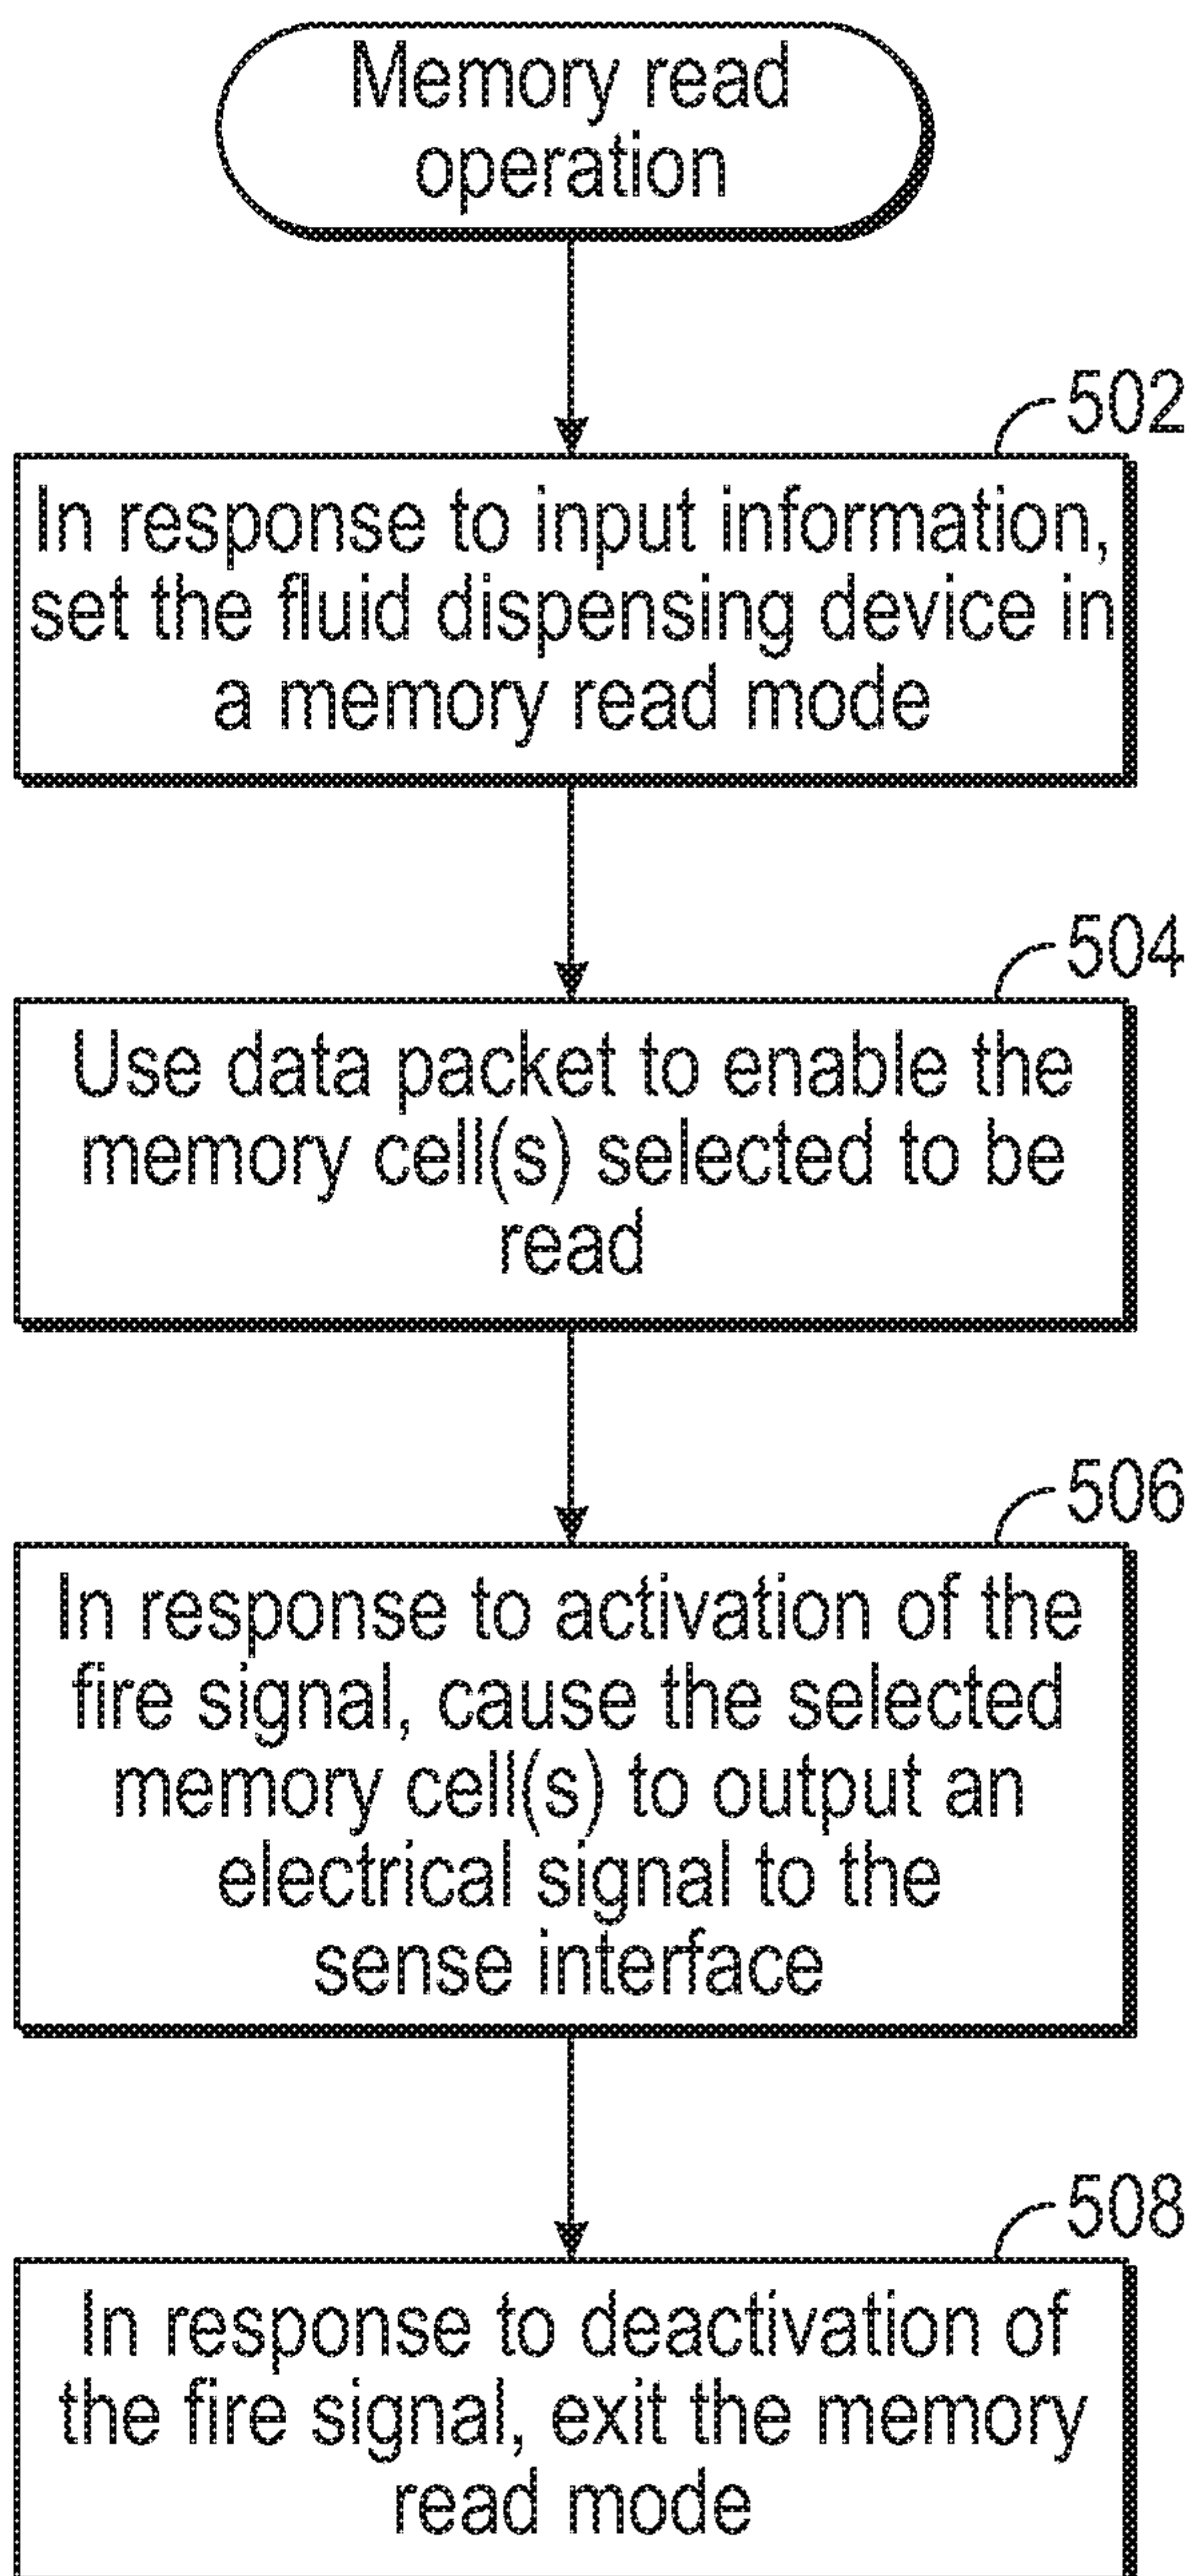 Memory read
operation
502
In response to input information,
set the fluid dispensing device in
a memory read mode
504
Use data packet to enable the
memory cell(s) selected to be
read
506
In response to activation of the
fire signal, cause the selected
memory cell(s) to output an
electrical signal to the
sense interface
508
In response to deactivation of
the fire signal, exit the memory
read mode